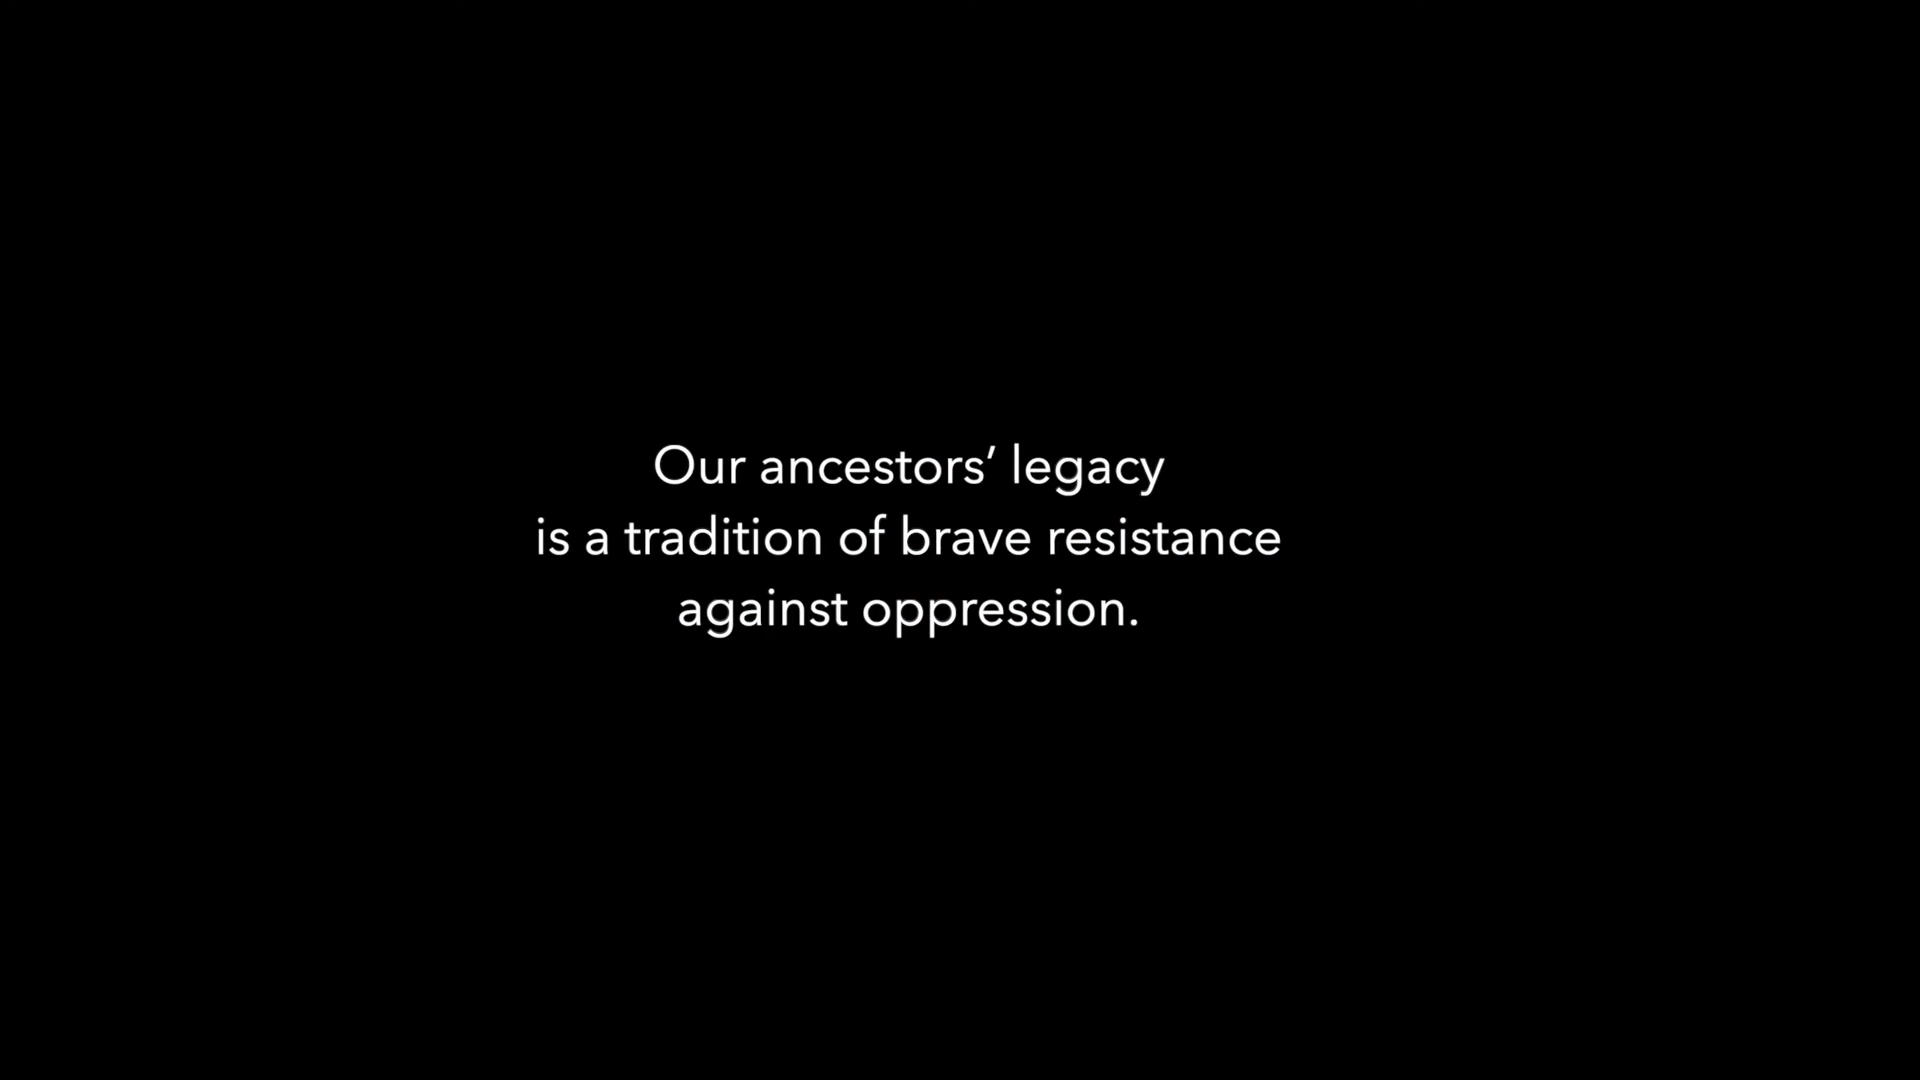 Our ancestors’ legacy
is a tradition of brave resistance
against oppression.